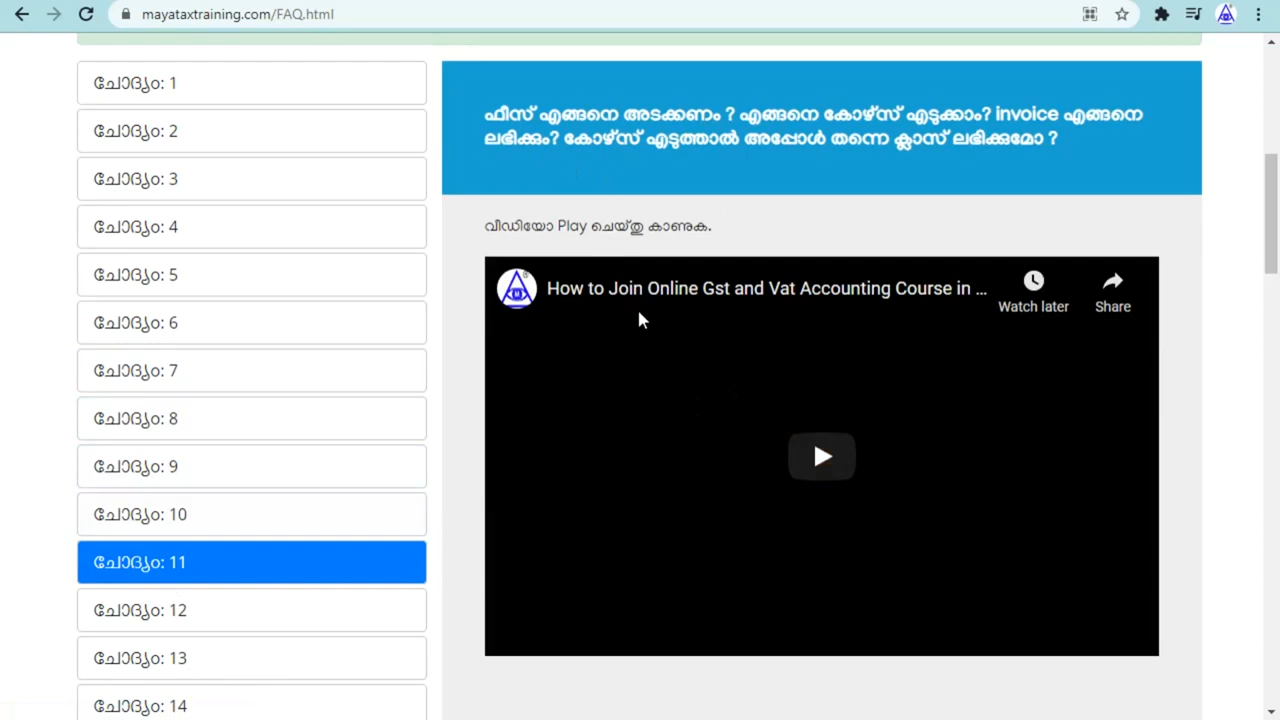 mayataxtraining.com/FAQ.html
ചോദ്യം: 1
ചോദ്യം: 2
ചോദ്യം: 3
ചോദ്യം: 4
ചോദ്യം: 5
ചോദ്യം: 6
ചോദ്യം: 7
ചോദ്യം: 8
ചോദ്യം: 9
ചോദ്യം: 10
ചോദ്യം: 11
ചോദ്യം: 12
ചോദ്യം: 13
ചോദ്യം: 14
ഫീസ് എങ്ങനെ അടക്കണം ? എങ്ങനെ കോഴ്സ് എടുക്കാം? invoice എങ്ങനെ
ലഭിക്കും? കോഴ്സ് എടുത്താൽ അപ്പോൾ തന്നെ ക്ലാസ് ലഭിക്കുമോ ?
വീഡിയോ Play ചെയ്തു കാണുക.
How to Join Online Gst and Vat Accounting Course in ...
Watch later
Share